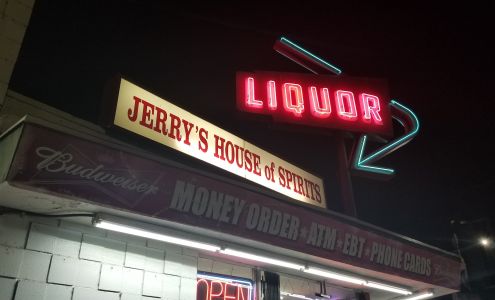 LIQUOR
JERRY'S HOUSE of SPIRITS
Budweiser
MONEY ORDER★ATM★EBT★PHONE CARDS
OPEN